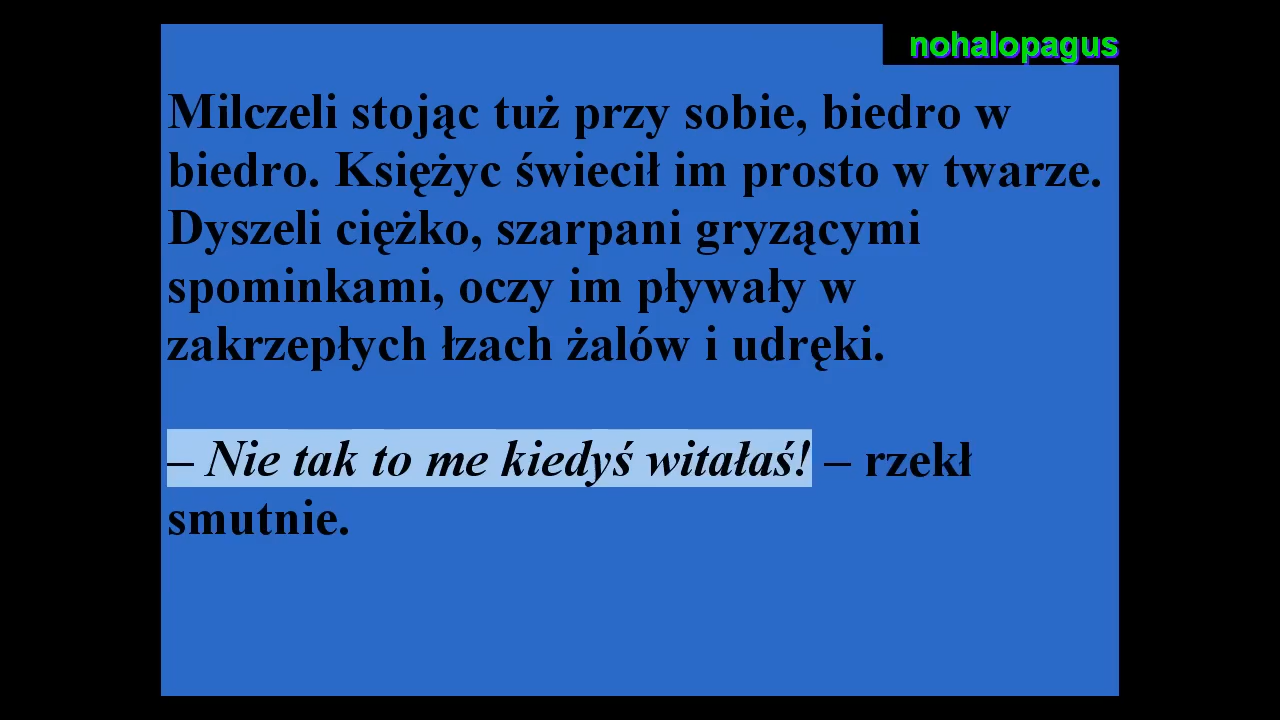 nohalopagus
Milczeli stojąc tuż przy sobie, biedro w
biedro. Księżyc świecił im prosto w twarze.
Dyszeli ciężko, szarpani gryzącymi
spominkami, oczy im pływały w
zakrzepłych łzach żalów i udręki.
– Nie tak to me kiedyś witałaś! – rzekł
smutnie.